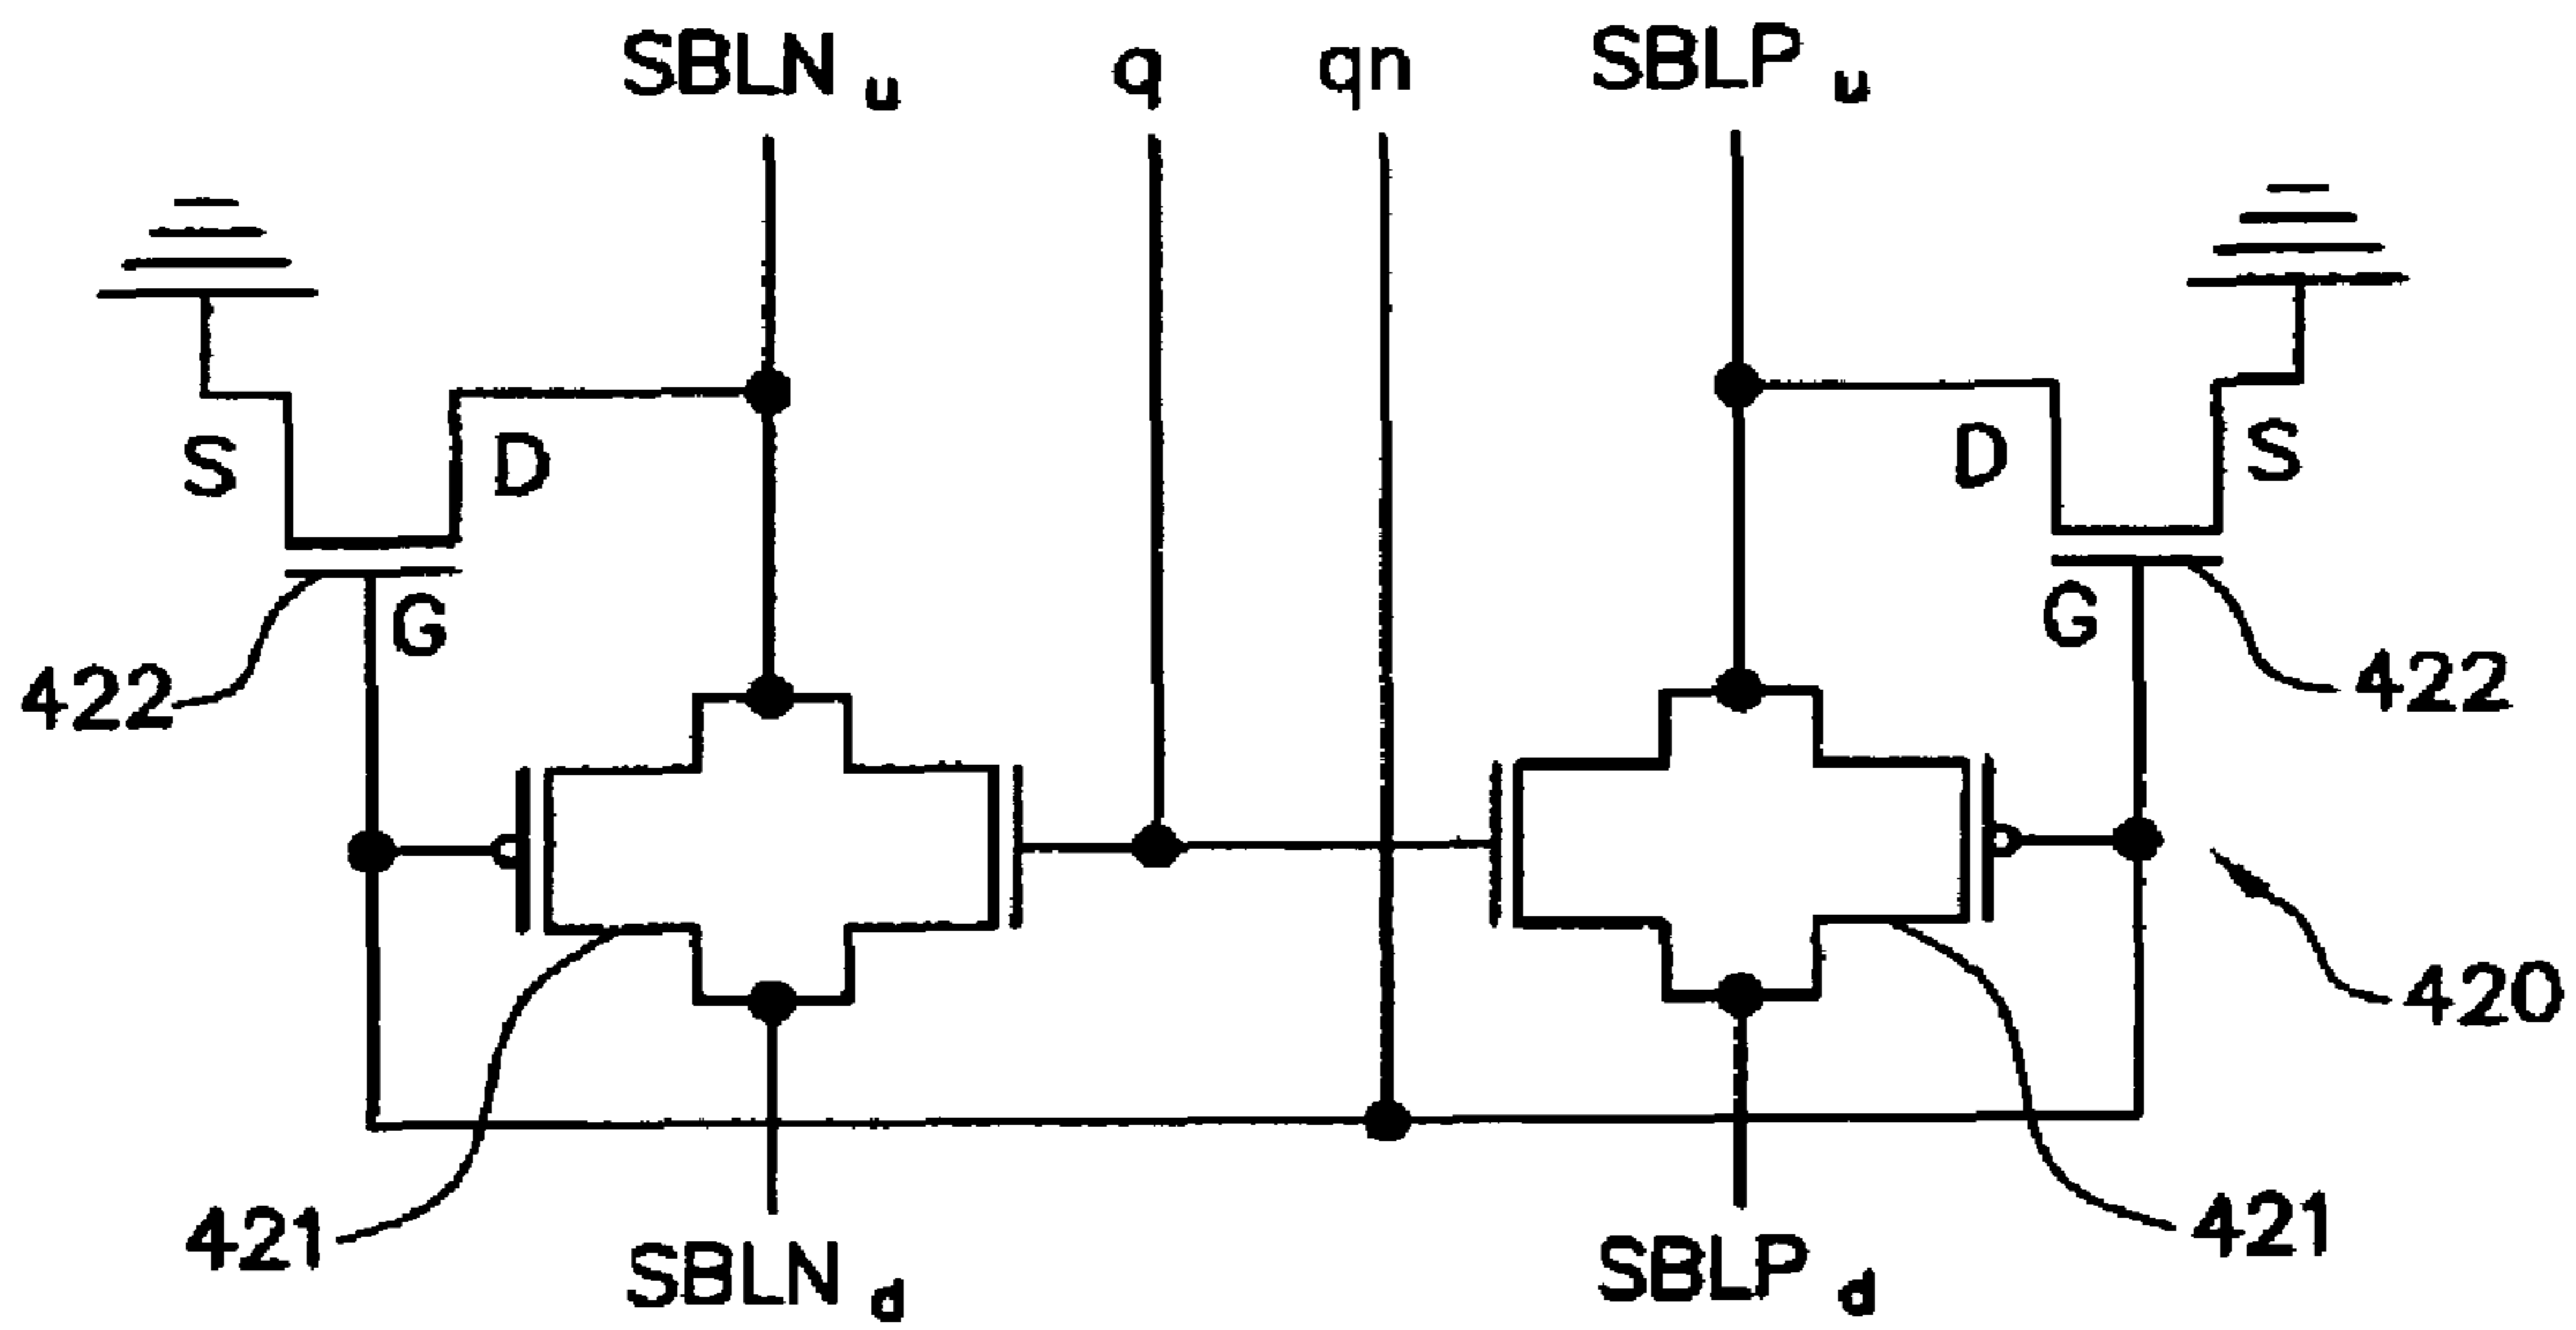 SBLN u q qn SBLP u
S D D S
G G
422 422
420
421 421
SBLN d SBLP d